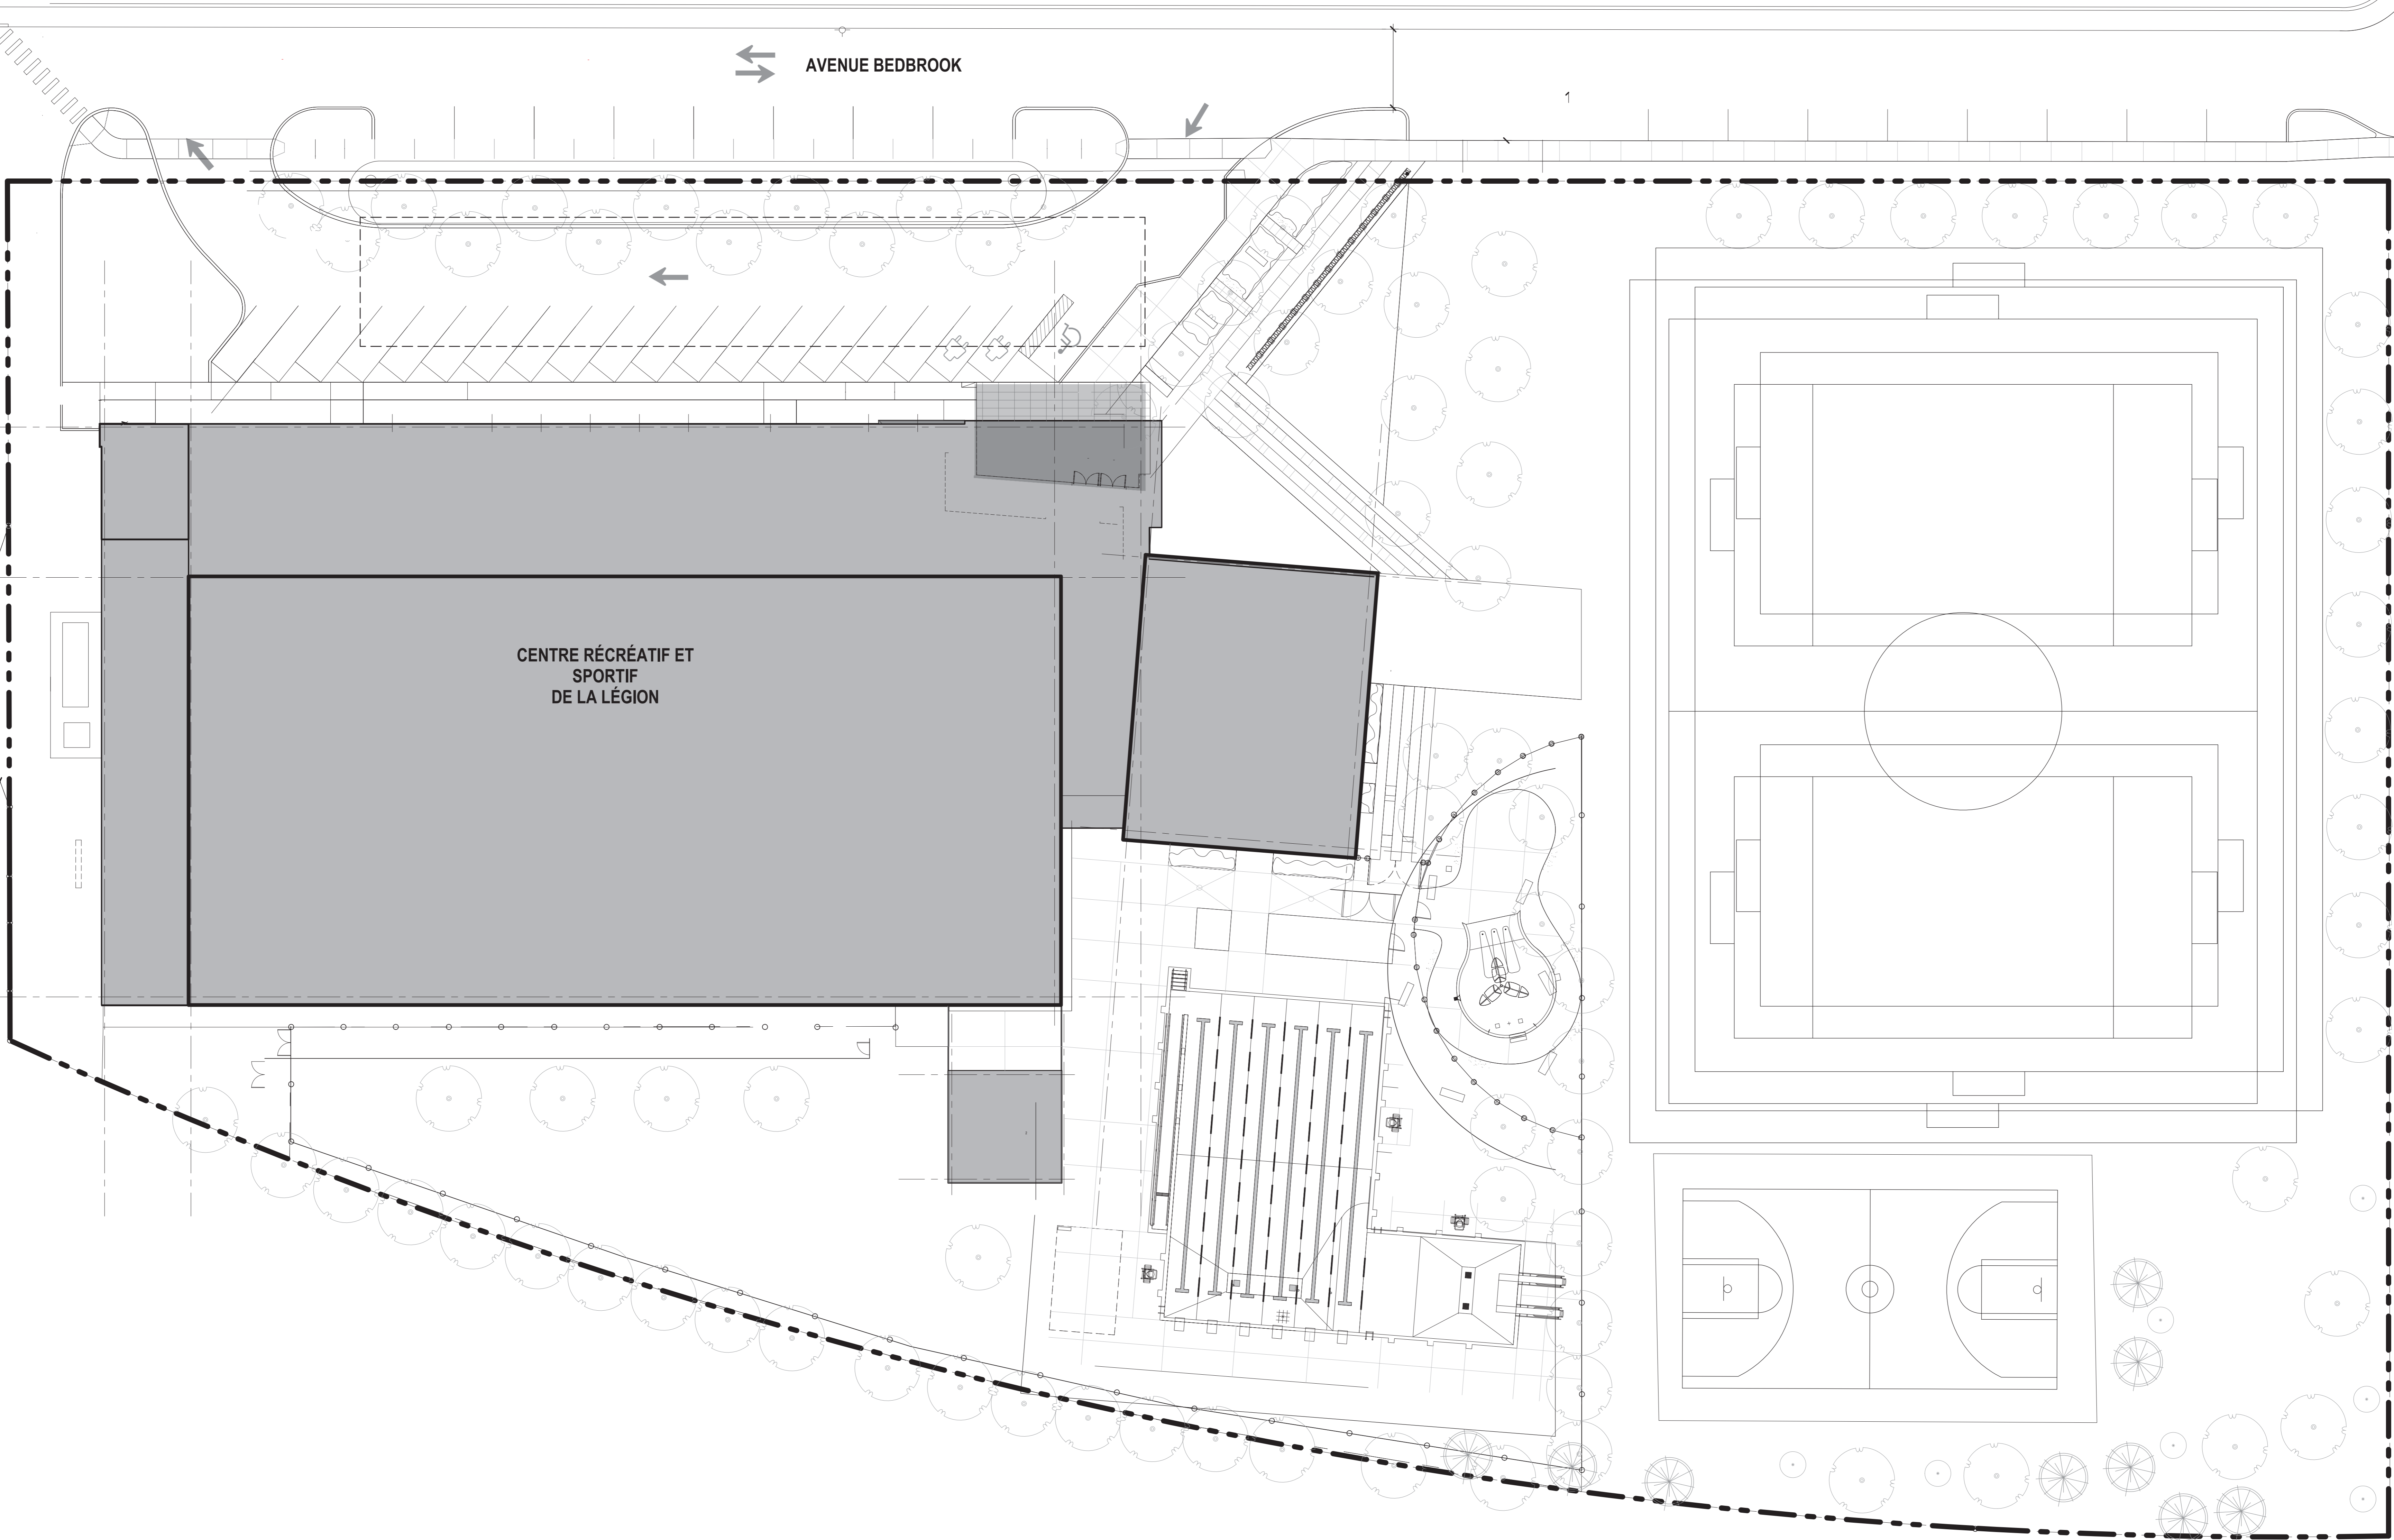 AVENUE BEDBROOK
1
CENTRE RÉCRÉATIF ET
SPORTIF
DE LA LÉGION